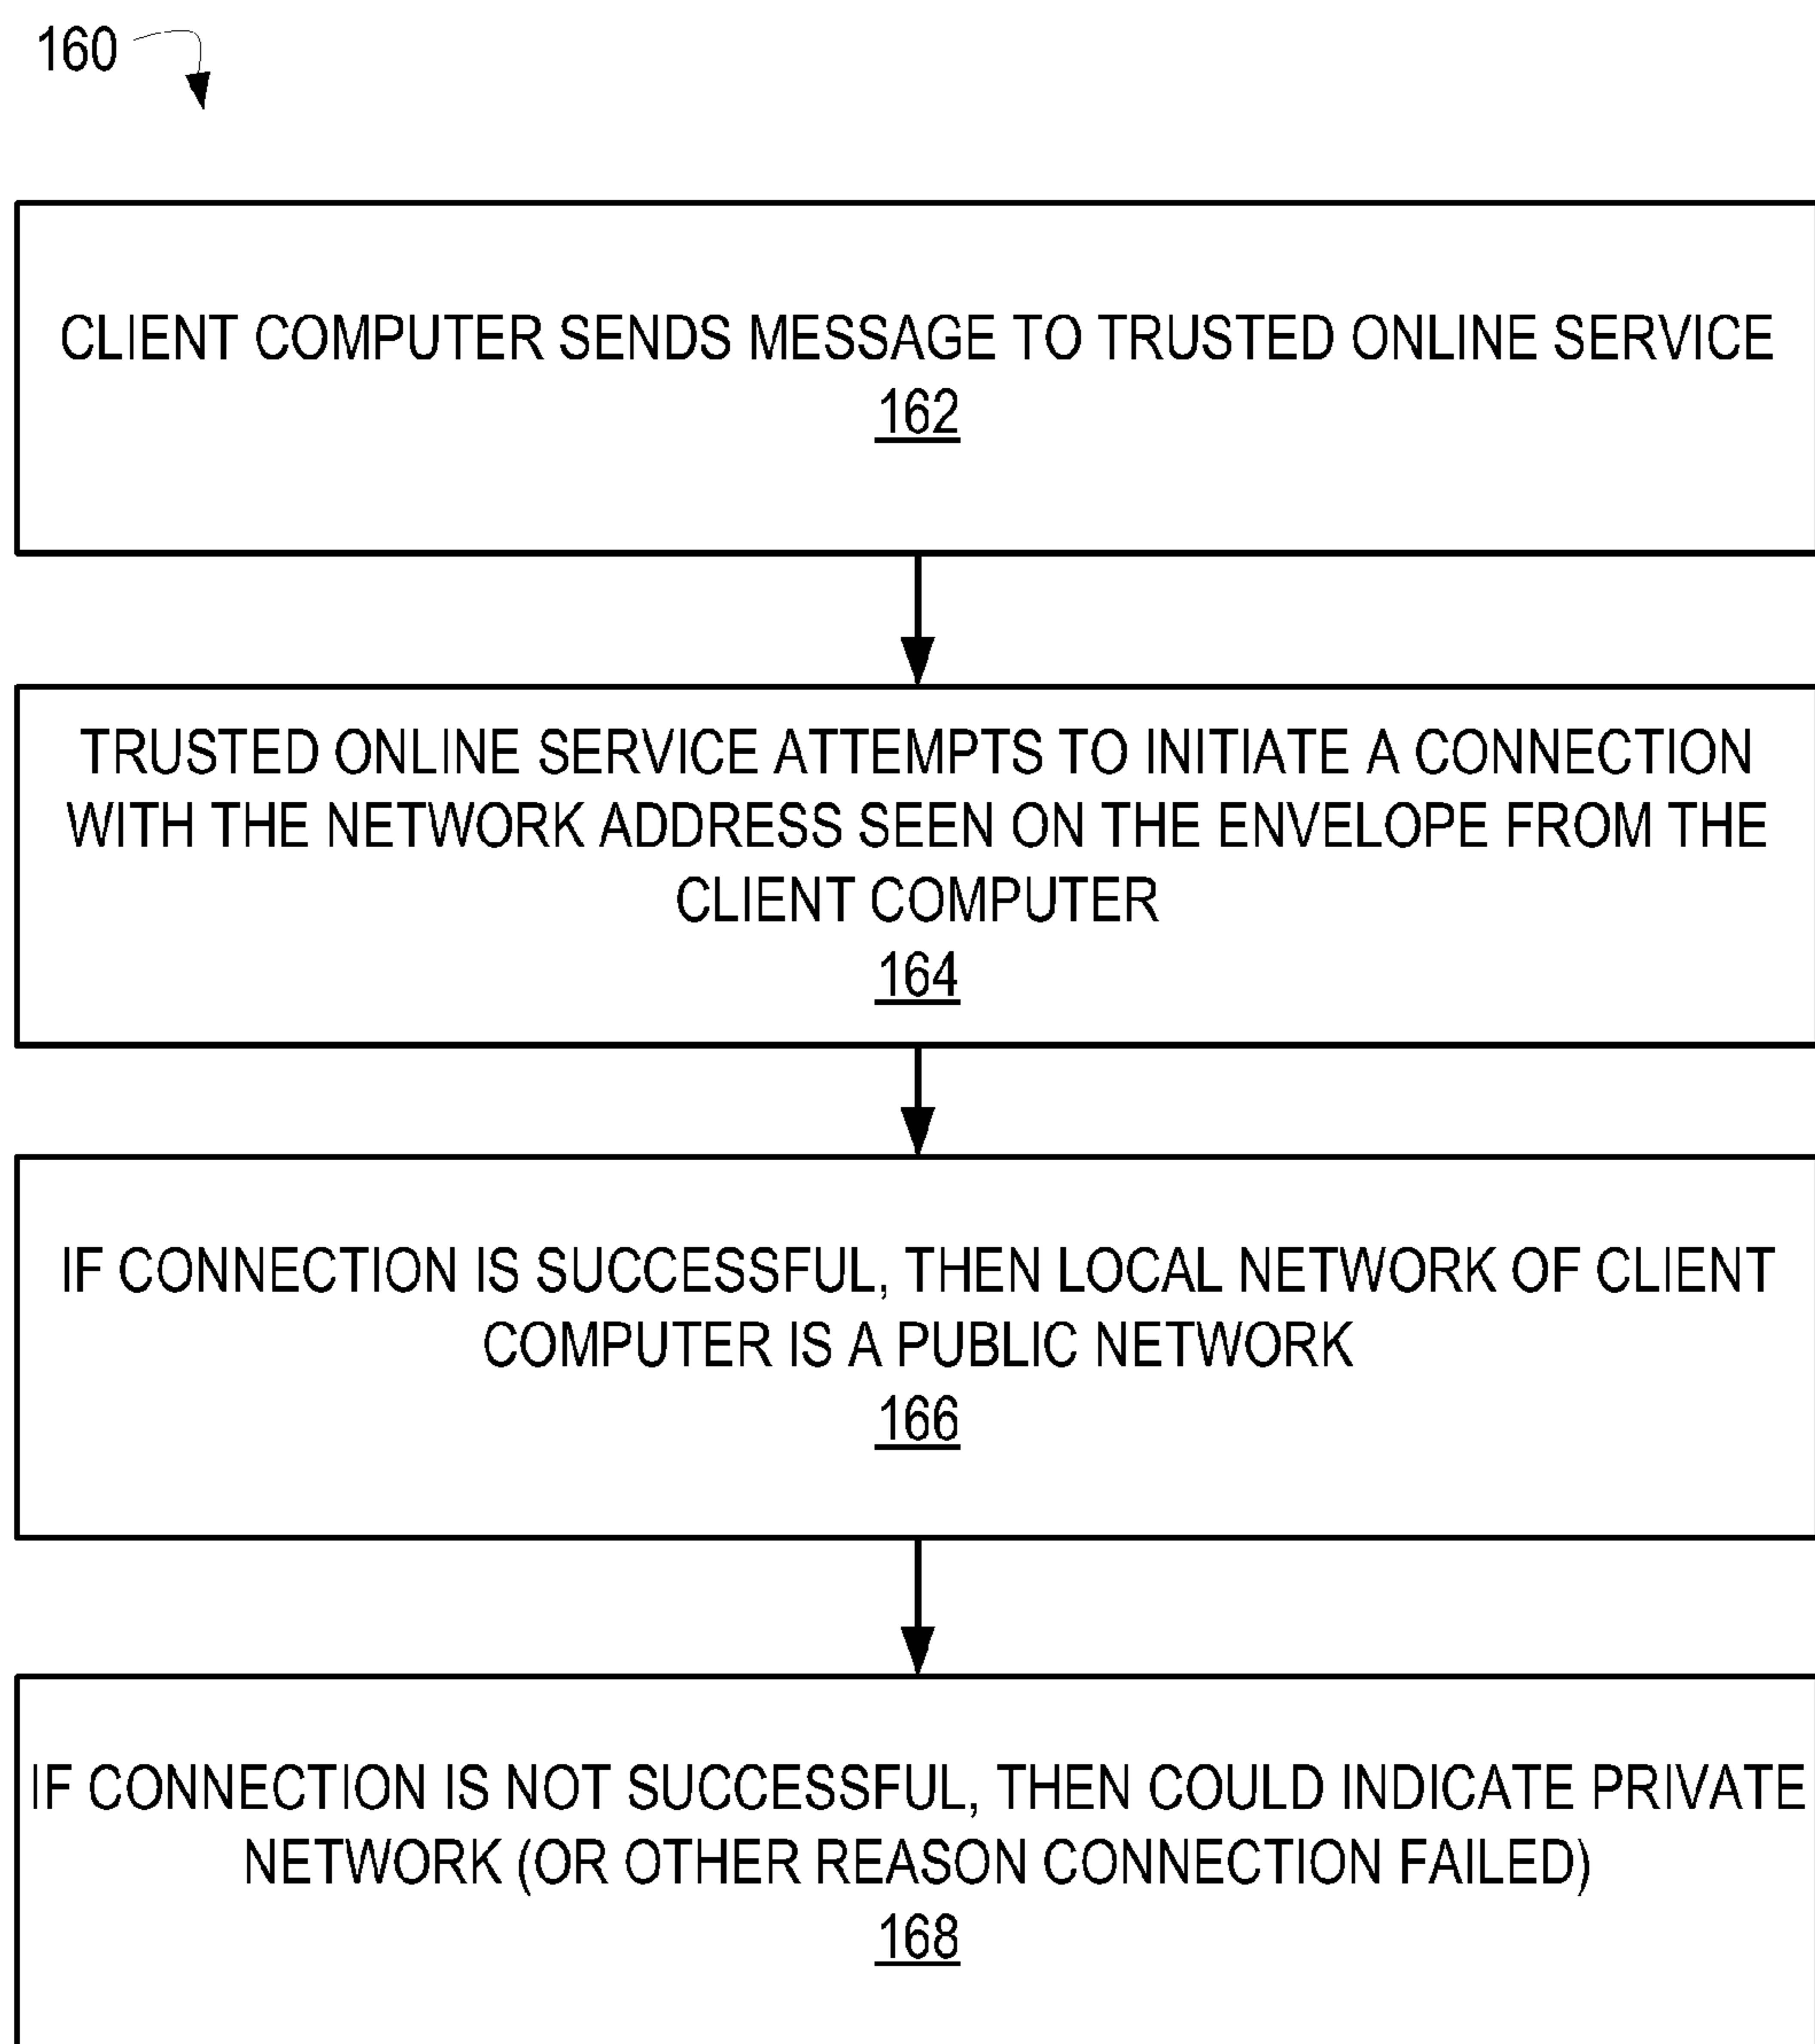 160
CLIENT COMPUTER SENDS MESSAGE TO TRUSTED ONLINE SERVICE
162
TRUSTED ONLINE SERVICE ATTEMPTS TO INITIATE A CONNECTION
WITH THE NETWORK ADDRESS SEEN ON THE ENVELOPE FROM THE
CLIENT COMPUTER
164
IF CONNECTION IS SUCCESSFUL, THEN LOCAL NETWORK OF CLIENT
COMPUTER IS A PUBLIC NETWORK
166
IF CONNECTION IS NOT SUCCESSFUL, THEN COULD INDICATE PRIVATE
NETWORK (OR OTHER REASON CONNECTION FAILED)
168